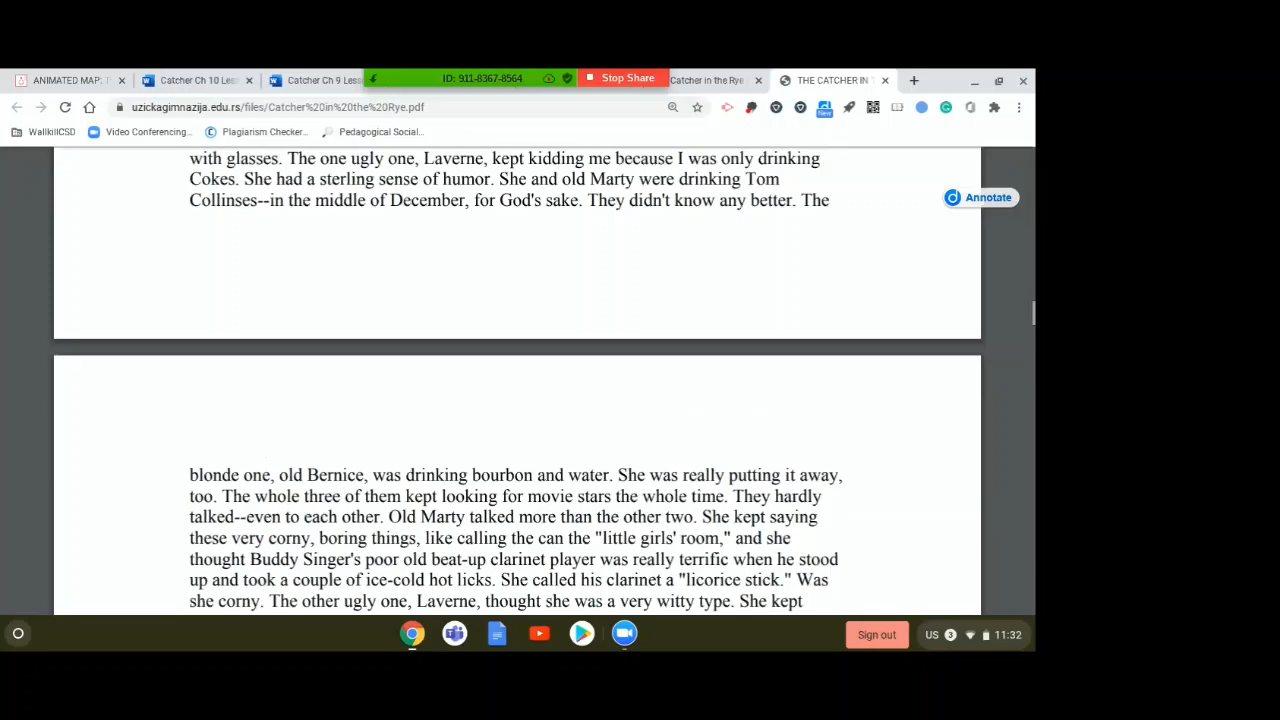 ANIMATED MAP:
Catcher Ch 10 Les
Catcher Ch 9 Less
ID: 911-8367-8564
Stop Share
Catcher in the Rye
THE CATCHER IN
uzickagimnazija.edu.rs/files/Catcher%20in%20the%20Rye.pdf
New
WallkillCSD
Video Conferencing...
Plagiarism Checker...
Pedagogical Social...
with glasses. The one ugly one, Laverne, kept kidding me because I was only drinking
Cokes. She had a sterling sense of humor. She and old Marty were drinking Tom
Collinses--in the middle of December, for God's sake. They didn't know any better. The
Annotate
blonde one, old Bernice, was drinking bourbon and water. She was really putting it away,
too. The whole three of them kept looking for movie stars the whole time. They hardly
talked--even to each other. Old Marty talked more than the other two. She kept saying
these very corny, boring things, like calling the can the "little girls' room," and she
thought Buddy Singer's poor old beat-up clarinet player was really terrific when he stood
up and took a couple of ice-cold hot licks. She called his clarinet a "licorice stick." Was
she corny. The other ugly one, Laverne, thought she was a very witty type. She kept
Sign out
US 3 11:32